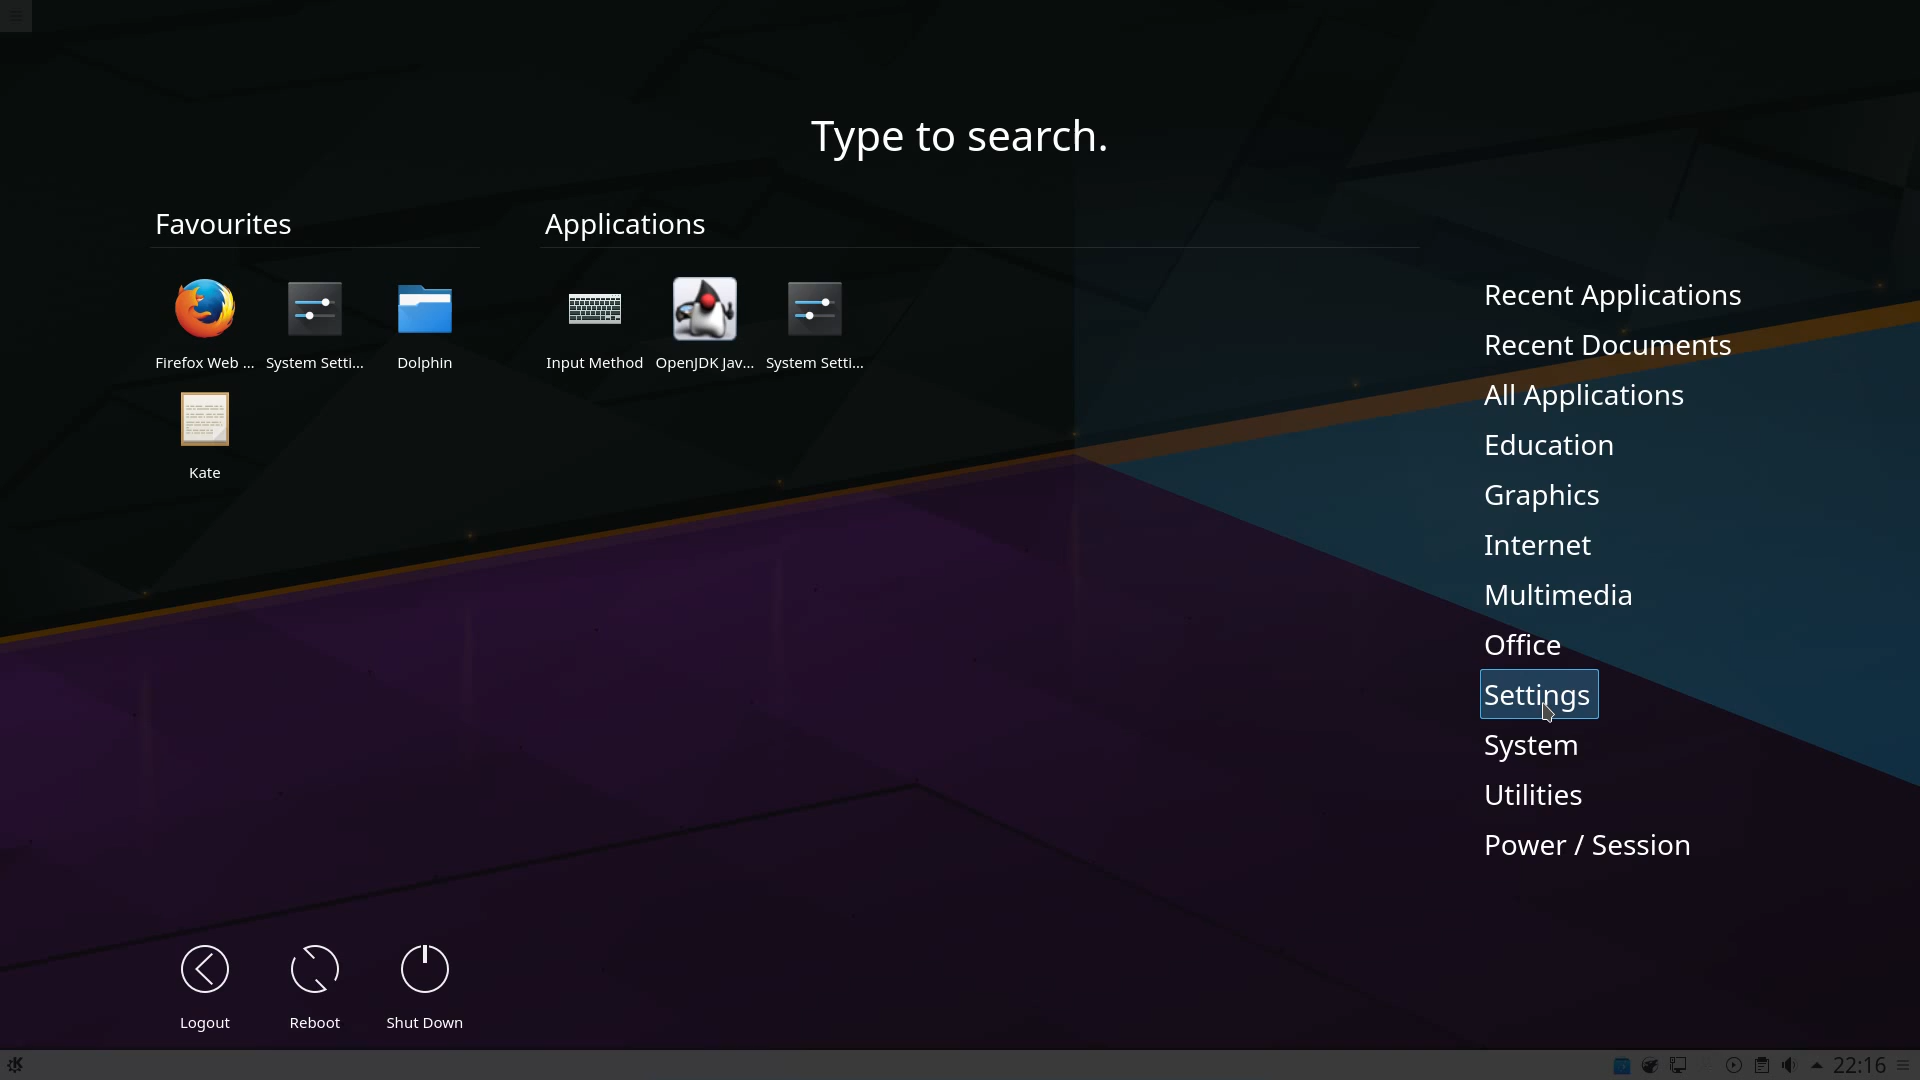 Type to search.
Favourites
Applications
Firefox Web ...
System Setti...
Dolphin
Input Method
OpenJDK Jav...
System Setti...
Kate
Recent Applications
Recent Documents
All Applications
Education
Graphics
Internet
Multimedia
Office
Settings
System
Utilities
Power / Session
Logout
Reboot
Shut Down
22:16